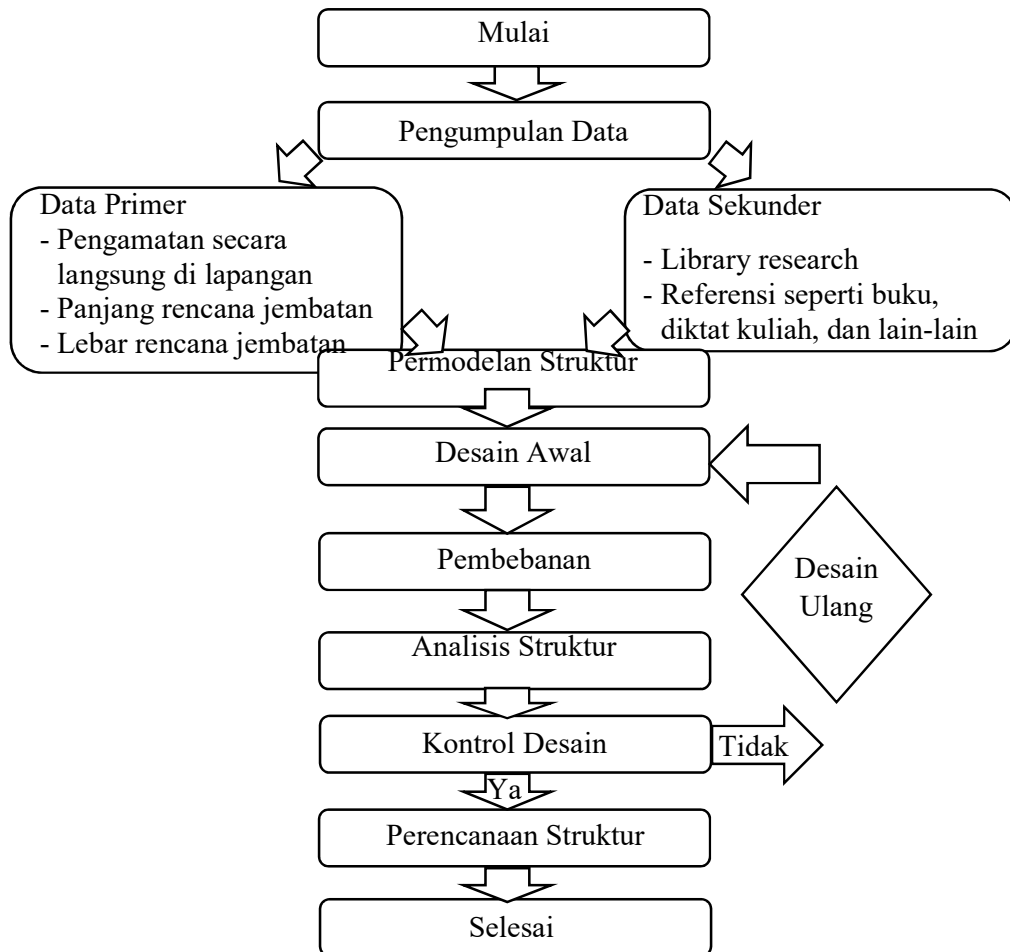 Mulai
Pengumpulan Data
Data Primer
- Pengamatan secara
langsung di lapangan
- Panjang rencana jembatan
- Lebar rencana jembatan
Data Sekunder
- Library research
- Referensi seperti buku,
diktat kuliah, dan lain-lain
Permodelan Struktur
Desain Awal
Pembebanan
Desain
Ulang
Analisis Struktur
Kontrol Desain
Tidak
Ya
Perencanaan Struktur
Selesai